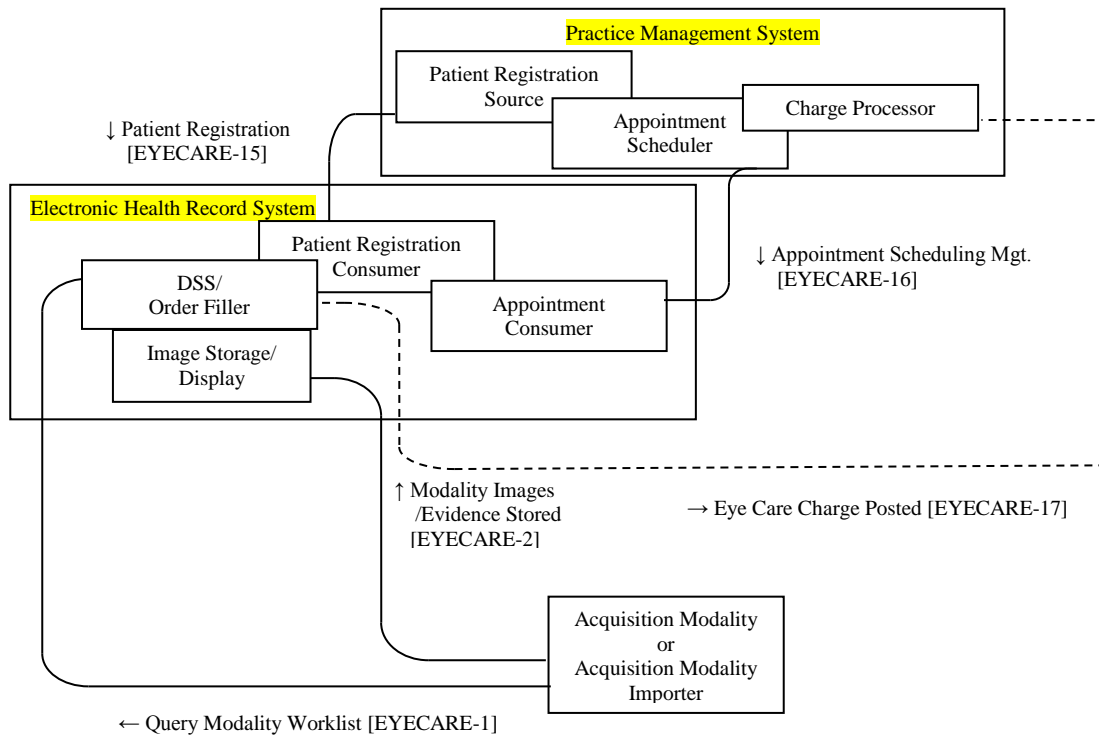 Practice Management System
Patient Registration
Source
Appointment
Scheduler
Charge Processor
↓ Patient Registration
[EYECARE-15]
Electronic Health Record System
Patient Registration
Consumer
DSS/
Order Filler
Appointment
Consumer
Image Storage/
Display
↓ Appointment Scheduling Mgt.
[EYECARE-16]
↑ Modality Images
/Evidence Stored
[EYECARE-2]
→ Eye Care Charge Posted [EYECARE-17]
Acquisition Modality
or
Acquisition Modality
Importer
← Query Modality Worklist [EYECARE-1]